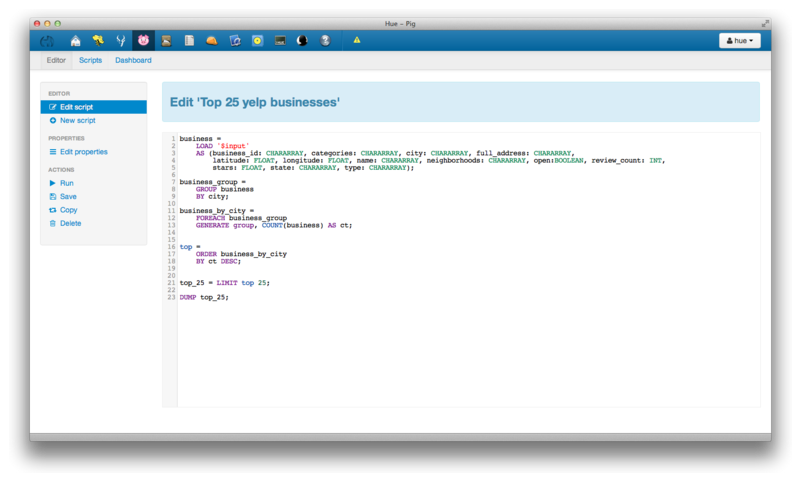 Hue - Pig
hue
Editor Scripts Dashboard
EDITOR
Edit script
New script
PROPERTIES
Edit properties
ACTIONS
Run
Save
Copy
Delete
Edit 'Top 25 yelp businesses'
1 business =
2 LOAD '$input'
3 AS (business_id: CHARARRAY, categories: CHARARRAY, city: CHARARRAY, full_address: CHARARRAY,
4 latitude: FLOAT, longitude: FLOAT, name: CHARARRAY, neighborhoods: CHARARRAY, open:BOOLEAN, review_count: INT,
5 stars: FLOAT, state: CHARARRAY, type: CHARARRAY);
6
7 business_group =
8 GROUP business
9 BY city;
10
11 business_by_city =
12 FOREACH business_group
13 GENERATE group, COUNT(business) AS ct;
14
15
16 top =
17 ORDER business_by_city
18 BY ct DESC;
19
20
21 top_25 = LIMIT top 25;
22
23 DUMP top_25;